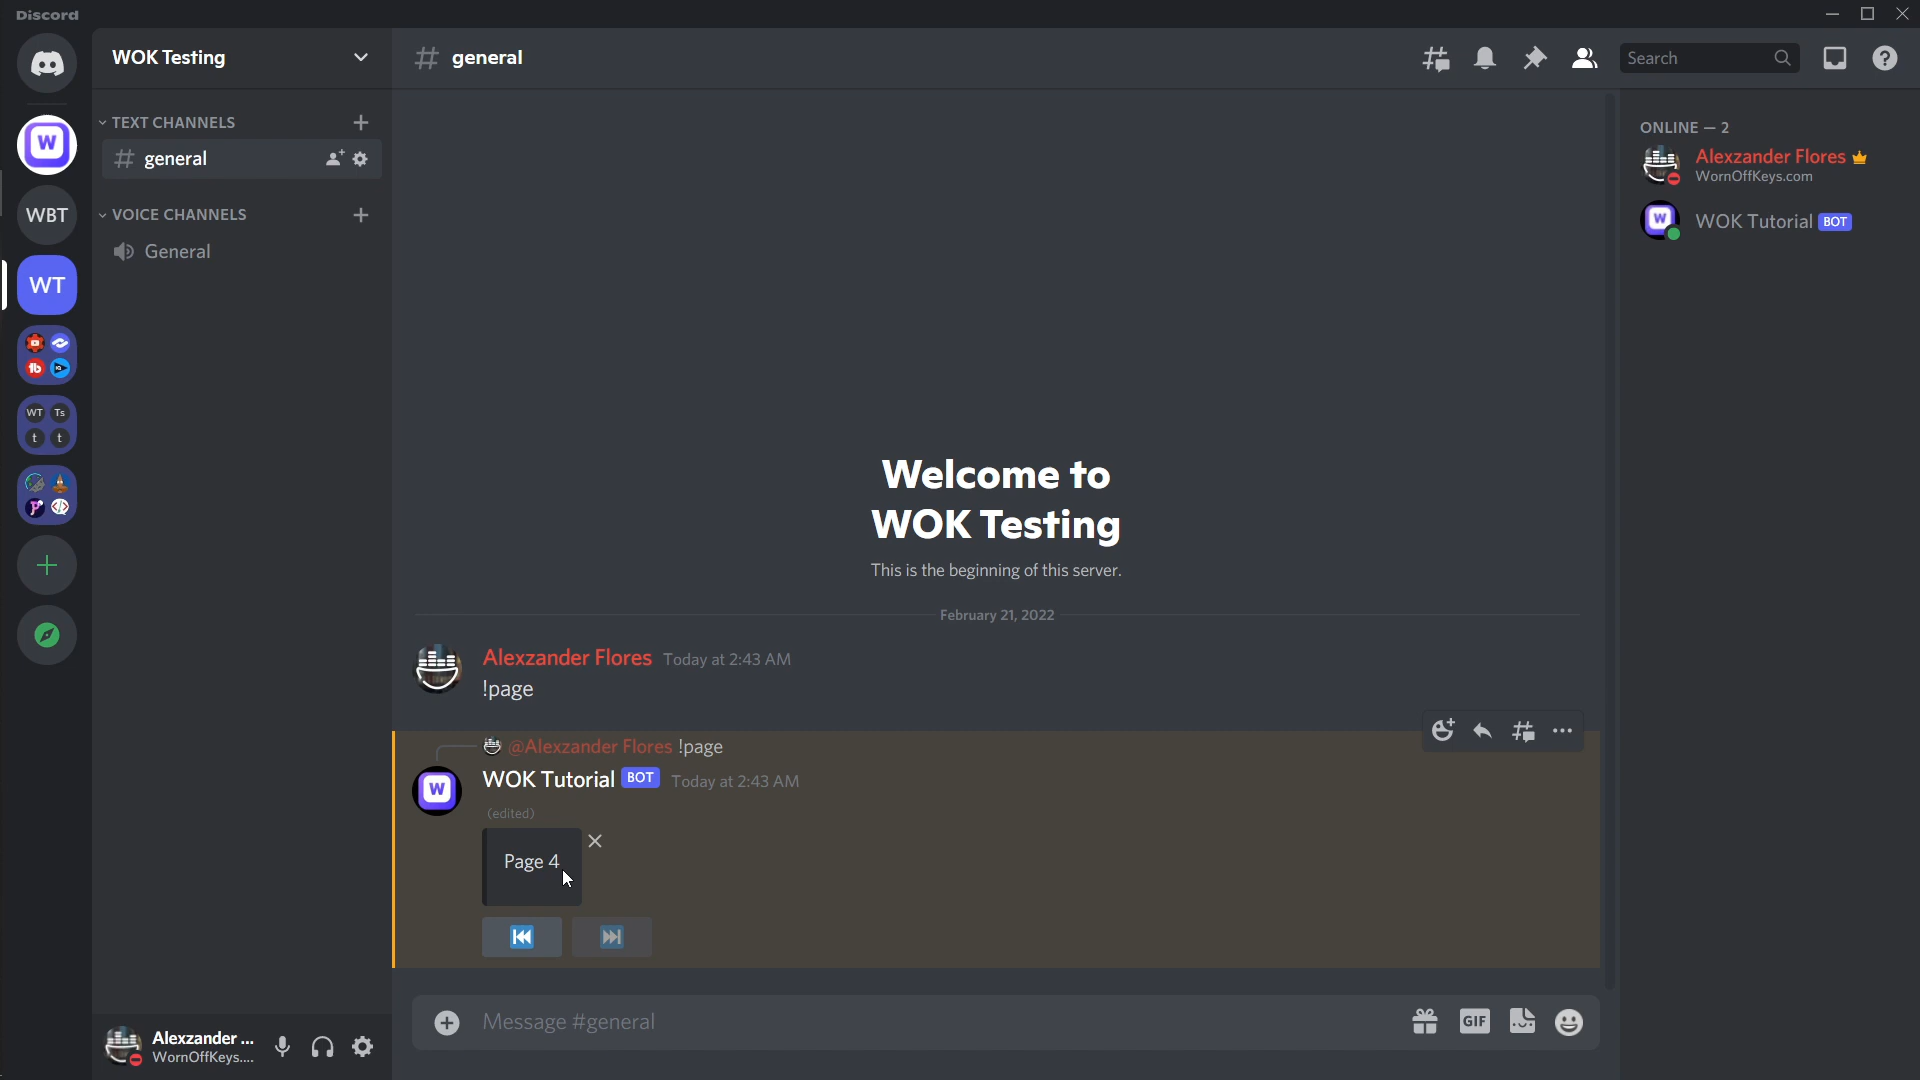 Discord
WOK Testing
general
Search
W
TEXT CHANNELS
general
WBT
VOICE CHANNELS
General
WT
WT Ts
t t
ONLINE — 2
Alexzander Flores
WornOffKeys.com
WOK Tutorial BOT
Welcome to
WOK Testing
This is the beginning of this server.
February 21, 2022
Alexzander Flores Today at 2:43 AM
!page
@Alexzander Flores !page
WOK Tutorial BOT Today at 2:43 AM
(edited)
Page 4
Message #general
GIF
Alexzander ...
WornOffKeys....